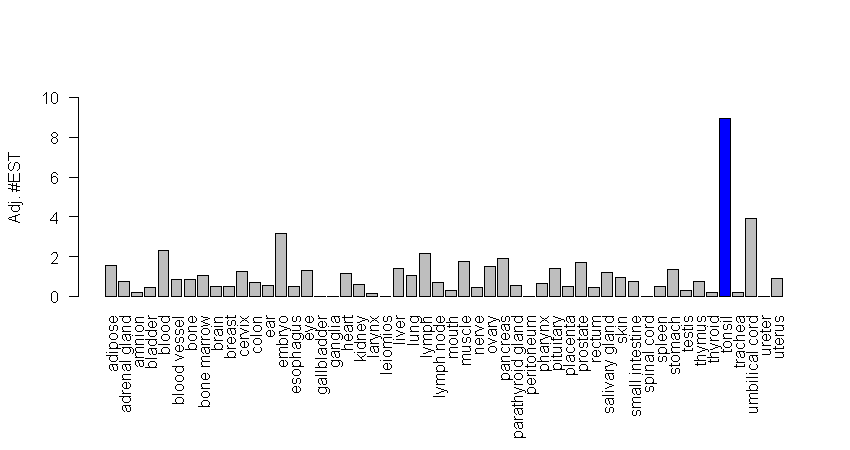 Adj. #EST
10
8
6
4
2
0
adipose
adrenal gland
amnion
bladder
blood
blood vessel
bone
bone marrow
brain
breast
cervix
colon
ear
embryo
esophagus
eye
gallbladder
ganglia
heart
kidney
larynx
leiomios
liver
lung
lymph
lymph node
mouth
muscle
nerve
ovary
pancreas
parathyroid gland
peritoneum
pharynx
pituitary
placenta
prostate
rectum
salivary gland
skin
small intestine
spinal cord
spleen
stomach
testis
thymus
thyroid
tonsil
trachea
umbilical cord
ureter
uterus